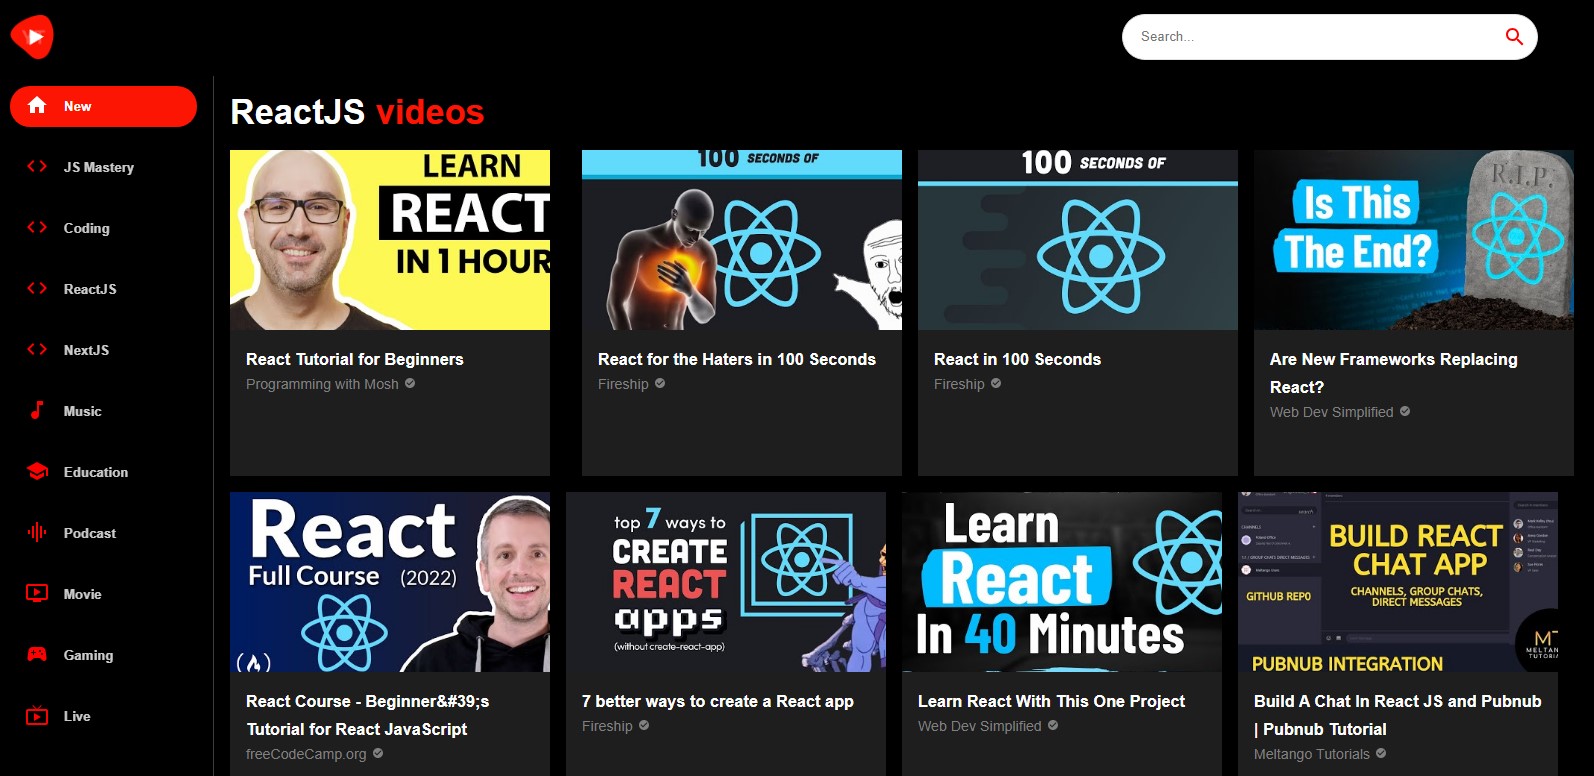 Search...
New
JS Mastery
Coding
ReactJS
NextJS
Music
Education
Podcast
Movie
Gaming
Live
ReactJS videos
LEARN
REACT
IN 1 HOUR
React Tutorial for Beginners
Programming with Mosh
100 SECONDS OF
React for the Haters in 100 Seconds
Fireship
100 SECONDS OF
React in 100 Seconds
Fireship
Is This
The End?
R.I.P.
Are New Frameworks Replacing
React?
Web Dev Simplified
React
Full Course (2022)
React Course - Beginner&#39;s
Tutorial for React JavaScript
freeCodeCamp.org
top 7 ways to
CREATE
REACT
apps
(without create-react-app)
7 better ways to create a React app
Fireship
Learn
React
In 40 Minutes
Learn React With This One Project
Web Dev Simplified
BUILD REACT
CHAT APP
CHANNELS, GROUP CHATS,
DIRECT MESSAGES
GITHUB REPO
PUBNUB INTEGRATION
Build A Chat In React JS and Pubnub
| Pubnub Tutorial
Meltango Tutorials